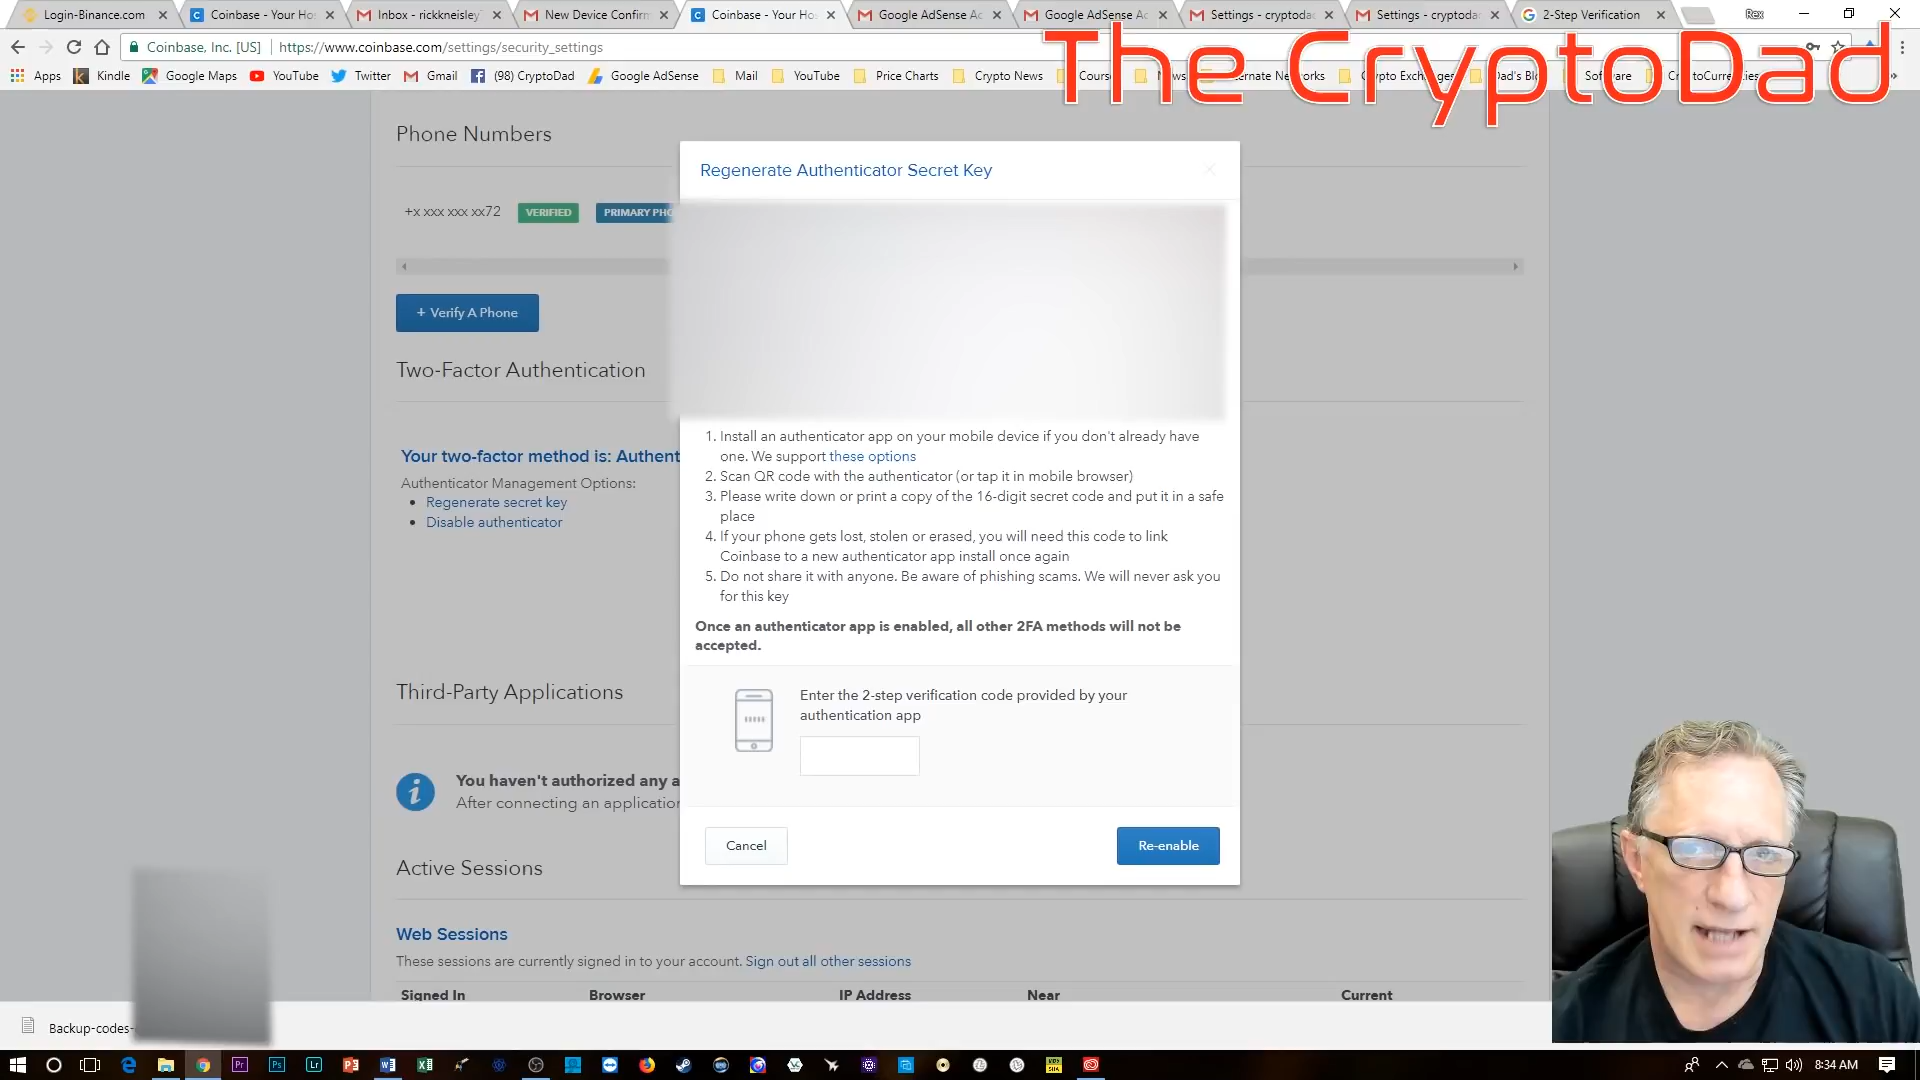 Login-Binance.com
Coinbase - Your Ho
Inbox - rickkneisley
New Device Confirm
Coinbase - Your Hos
Google AdSense Ac
Google AdSense Ac
Settings - cryptodad
Settings - cryptodad
2-Step Verification
Rex
Coinbase, Inc. [US]
https://www.coinbase.com/settings/security_settings
The CryptoDad
Apps
Kindle
Google Maps
YouTube
Twitter
Gmail
(98) CryptoDad
Google AdSense
Mail
YouTube
Price Charts
Crypto News
Phone Numbers
+x xxx xxx xx72
VERIFIED
PRIMARY PHO
+ Verify A Phone
Two-Factor Authentication
Your two-factor method is: Authent
Authenticator Management Options:
• Regenerate secret key
• Disable authenticator
Third-Party Applications
You haven't authorized any a
After connecting an application
Active Sessions
Web Sessions
These sessions are currently signed in to your account. Sign out all other sessions
Signed In Browser IP Address Near Current
Regenerate Authenticator Secret Key
1. Install an authenticator app on your mobile device if you don't already have
one. We support these options
2. Scan QR code with the authenticator (or tap it in mobile browser)
3. Please write down or print a copy of the 16-digit secret code and put it in a safe
place
4. If your phone gets lost, stolen or erased, you will need this code to link
Coinbase to a new authenticator app install once again
5. Do not share it with anyone. Be aware of phishing scams. We will never ask you
for this key
Once an authenticator app is enabled, all other 2FA methods will not be
accepted.
Enter the 2-step verification code provided by your
authentication app
Cancel
Re-enable
Backup-codes-
8:34 AM